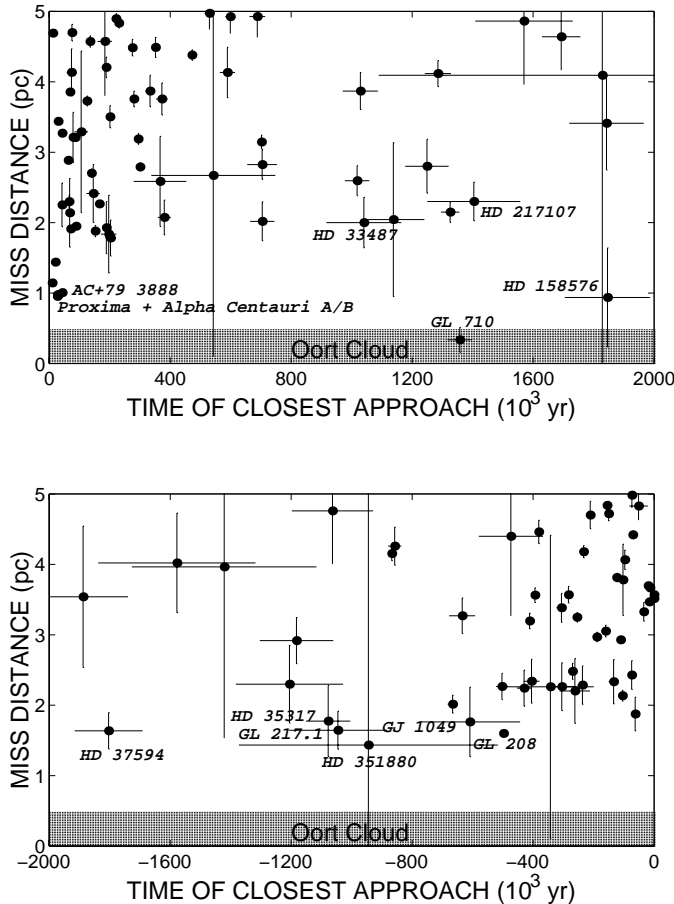 5
4
3
2
1
0
MISS DISTANCE (pc)
HD 217107
HD 33487
HD 158576
AC+79 3888
Proxima + Alpha Centauri A/B
GL 710
Oort Cloud
0 400 800 1200 1600 2000
TIME OF CLOSEST APPROACH (10³ yr)
5
4
3
2
1
0
MISS DISTANCE (pc)
HD 35317
GL 217.1
GJ 1049
GL 208
HD 37594
HD 351880
Oort Cloud
−2000 −1600 −1200 −800 −400 0
TIME OF CLOSEST APPROACH (10³ yr)